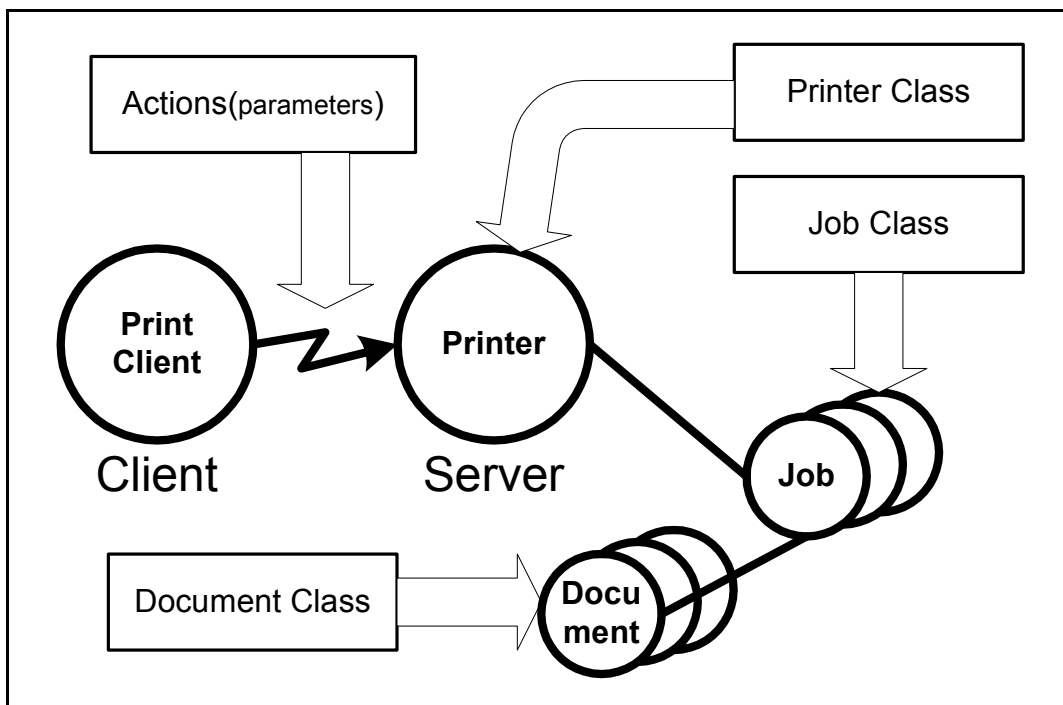 Actions(parameters)
Printer Class
Job Class
Print
Client
Printer
Client
Server
Job
Document Class
Docu
ment